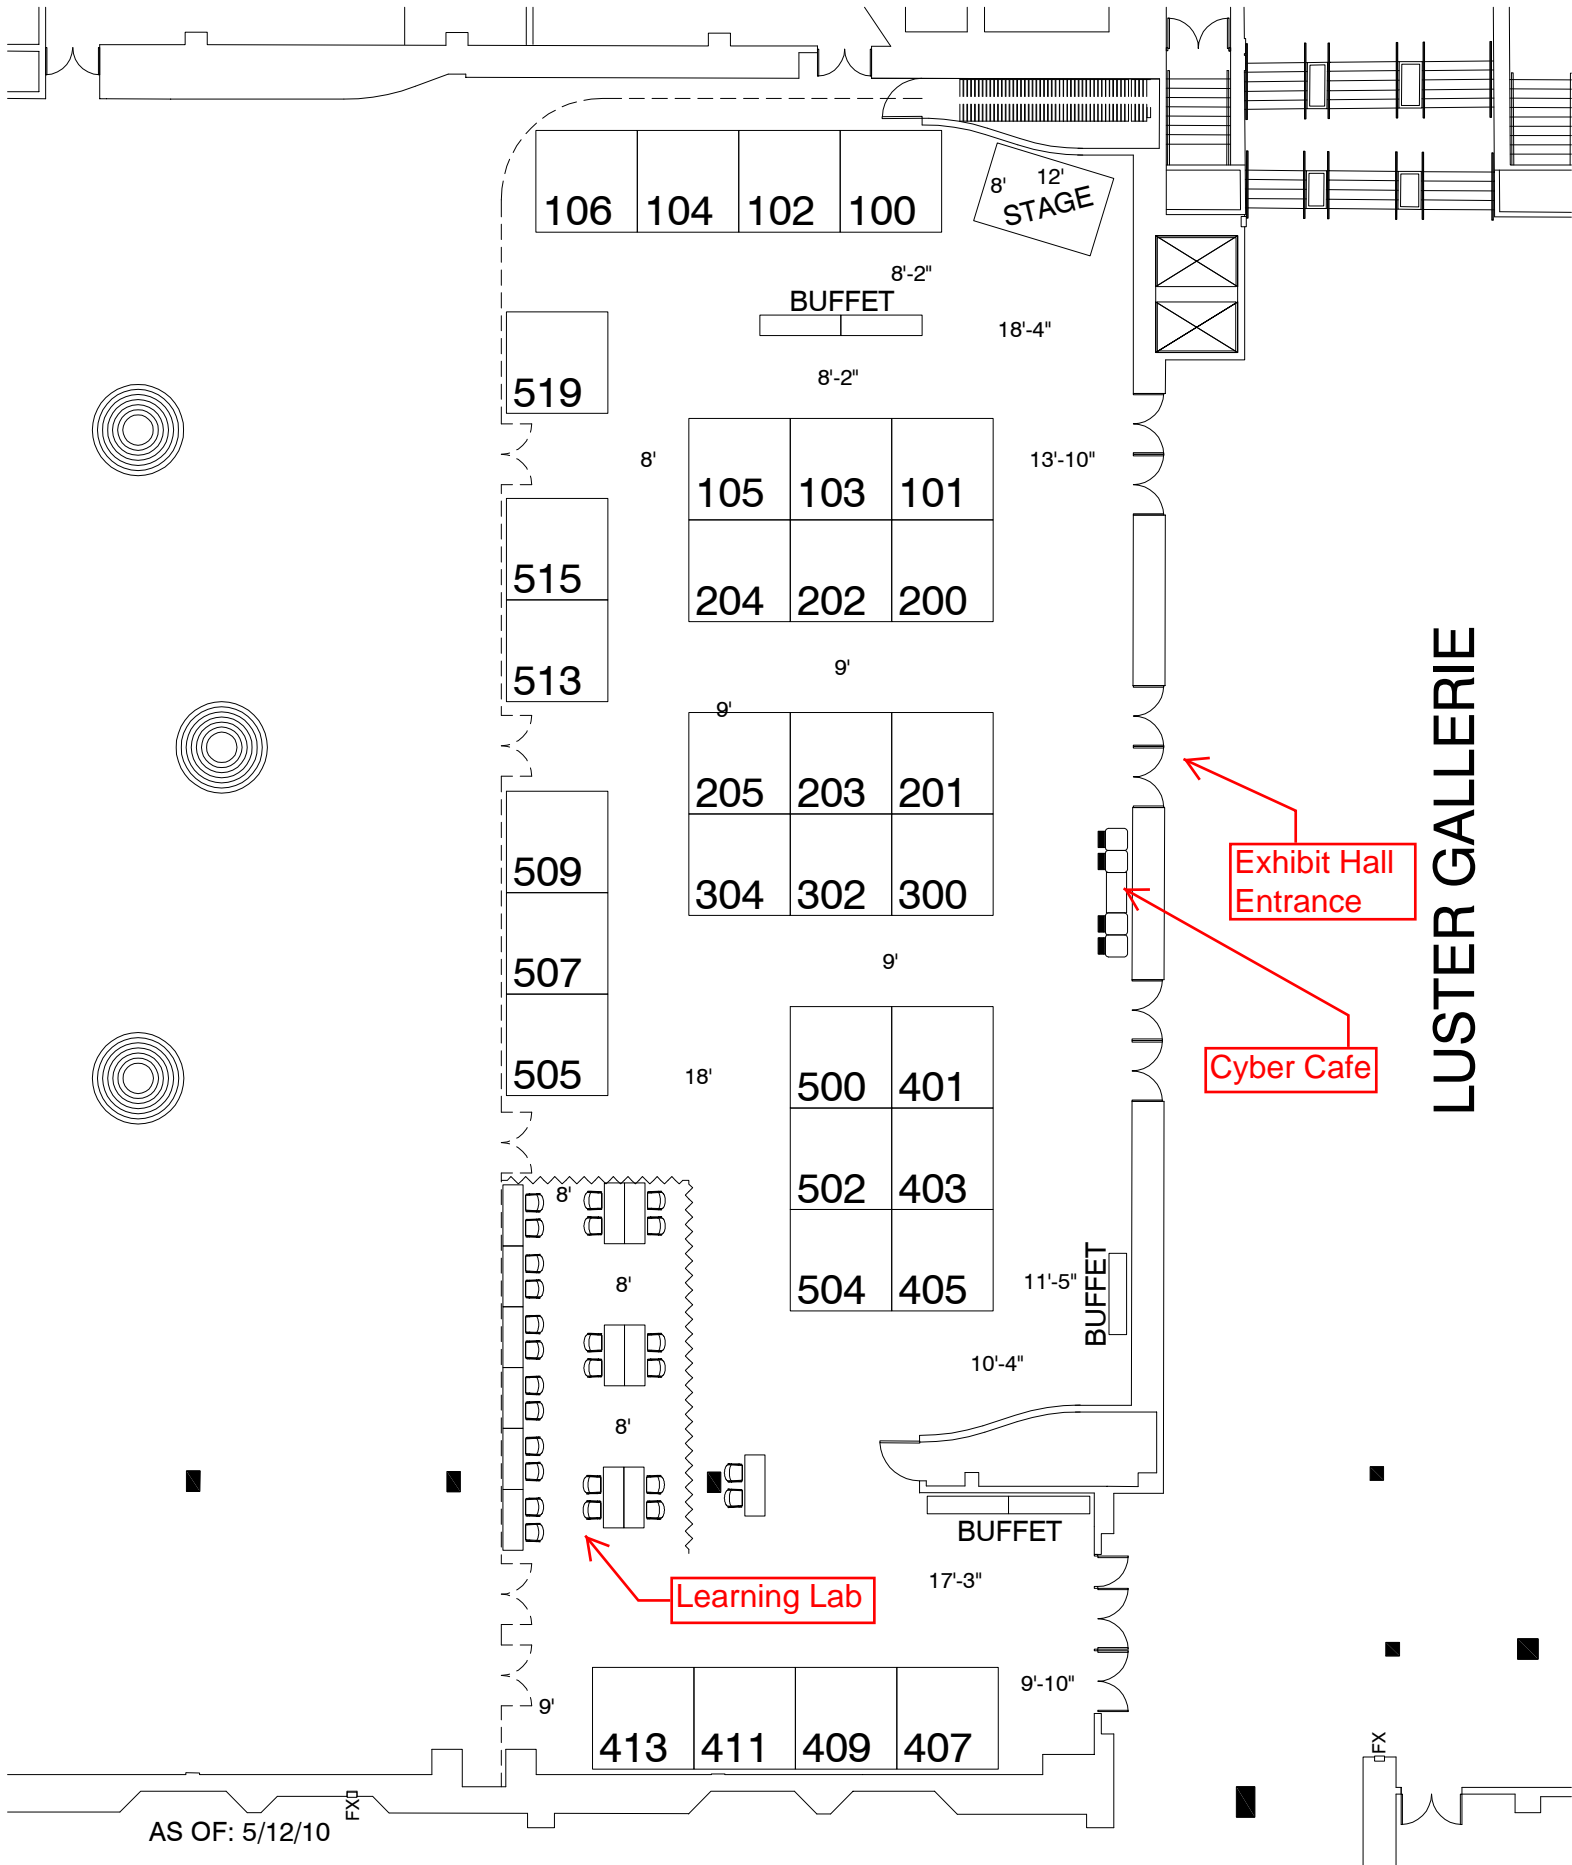 106 104 102 100
8' 12'
STAGE
8'-2"
BUFFET
18'-4"
8'-2"
519
8'
13'-10"
105 103 101
515
204 202 200
513
9'
9'
205 203 201
509
304 302 300
Exhibit Hall
Entrance
LUSTER GALLERIE
507
9'
505
18'
500 401
Cyber Cafe
502 403
8'
504 405
8'
11'-5"
BUFFET
10'-4"
8'
BUFFET
17'-3"
Learning Lab
9'-10"
9'
413 411 409 407
FX
FX
AS OF: 5/12/10